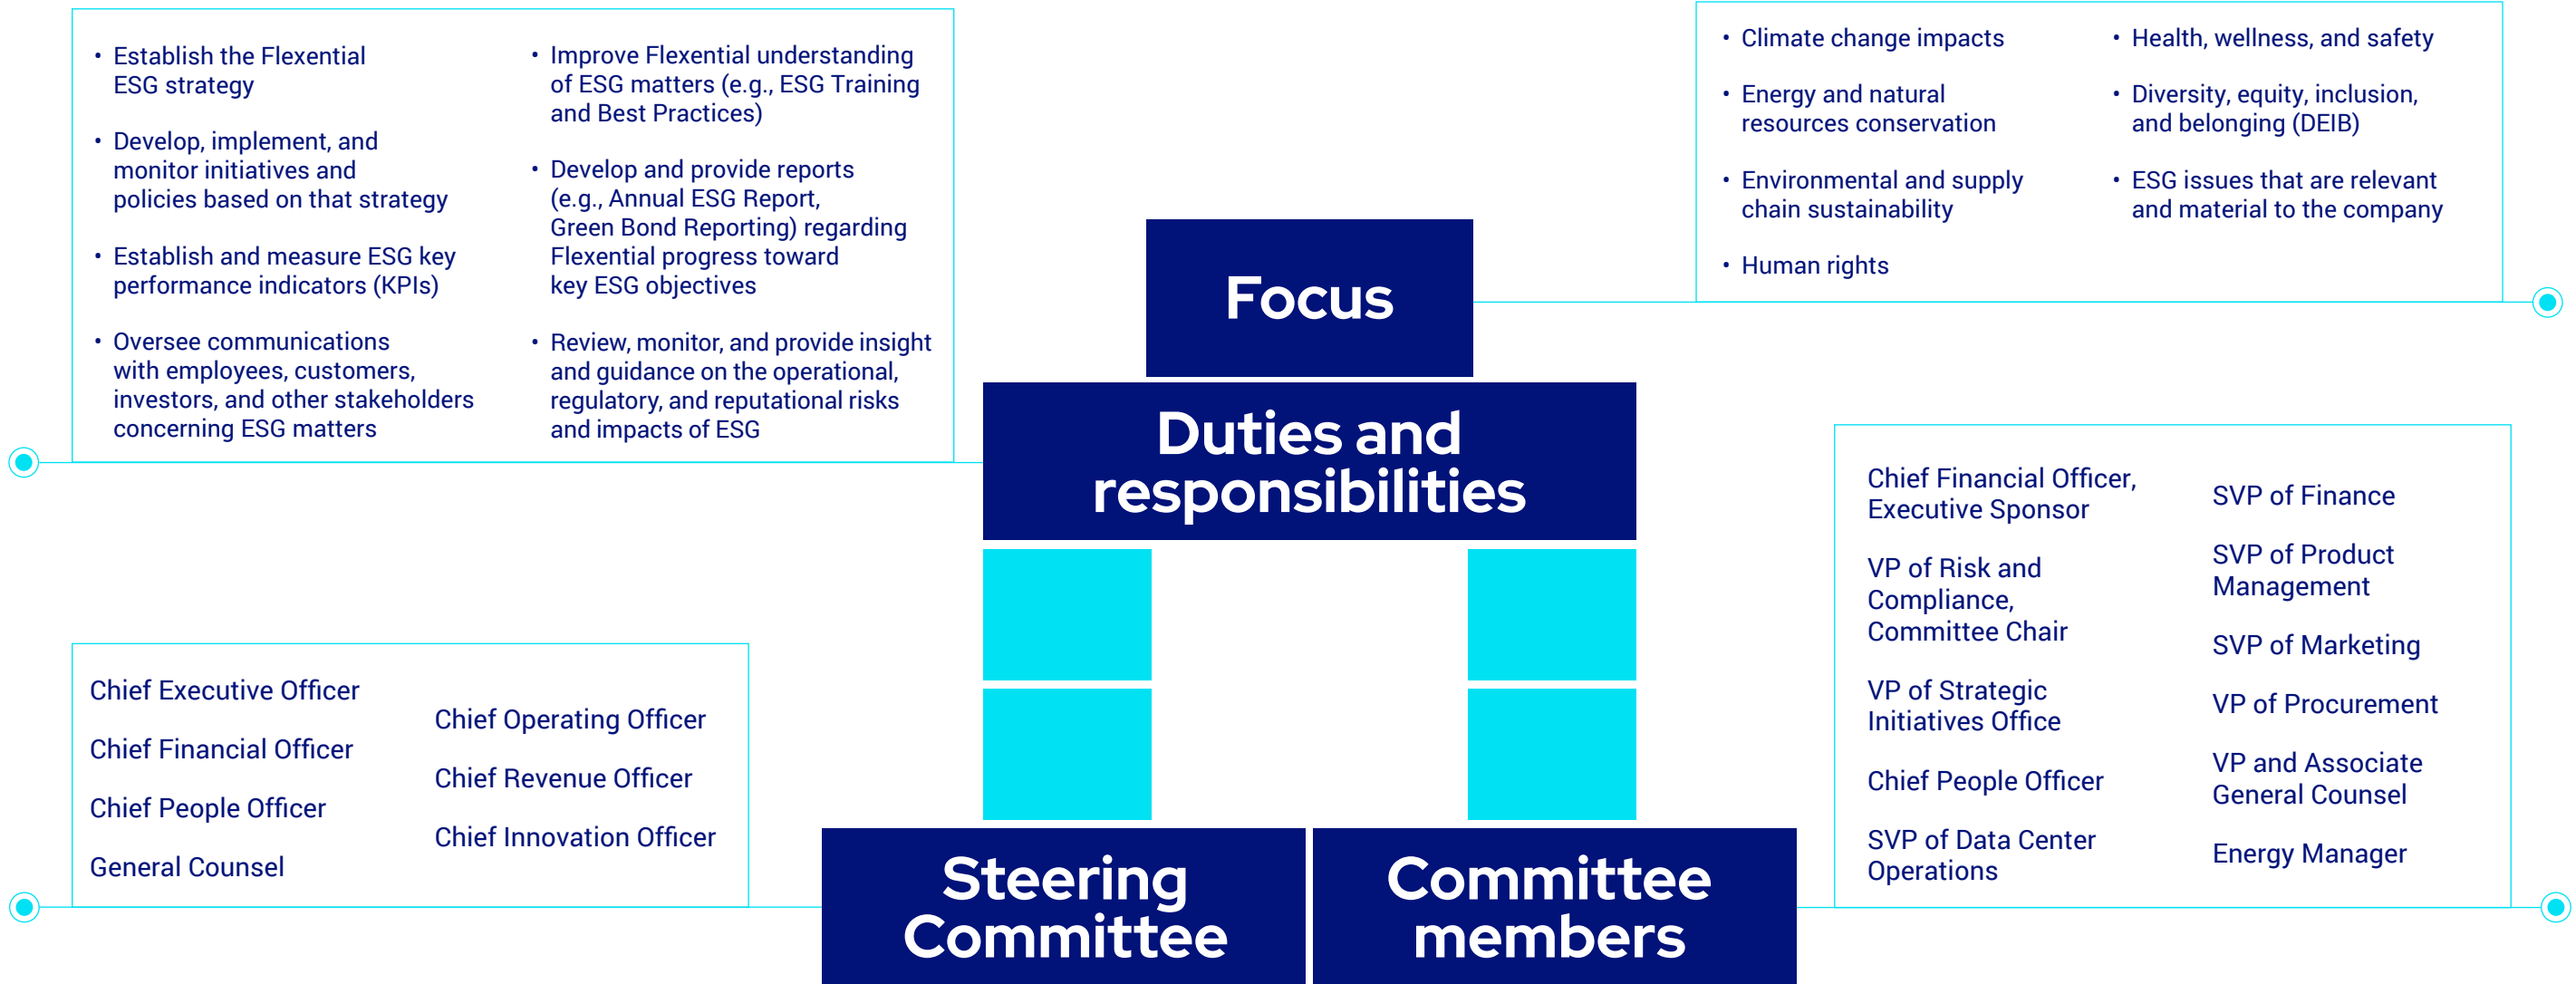 • Establish the Flexential
ESG strategy
• Develop, implement, and
monitor initiatives and
policies based on that strategy
• Establish and measure ESG key
performance indicators (KPIs)
• Oversee communications
with employees, customers,
investors, and other stakeholders
concerning ESG matters
• Improve Flexential understanding
of ESG matters (e.g., ESG Training
and Best Practices)
• Develop and provide reports
(e.g., Annual ESG Report,
Green Bond Reporting) regarding
Flexential progress toward
key ESG objectives
• Review, monitor, and provide insight
and guidance on the operational,
regulatory, and reputational risks
and impacts of ESG
• Climate change impacts
• Energy and natural
resources conservation
• Environmental and supply
chain sustainability
• Human rights
• Health, wellness, and safety
• Diversity, equity, inclusion,
and belonging (DEIB)
• ESG issues that are relevant
and material to the company
Focus
Duties and
responsibilities
Chief Executive Officer
Chief Financial Officer
Chief People Officer
General Counsel
Chief Operating Officer
Chief Revenue Officer
Chief Innovation Officer
Steering
Committee
Committee
members
Chief Financial Officer,
Executive Sponsor
VP of Risk and
Compliance,
Committee Chair
VP of Strategic
Initiatives Office
Chief People Officer
SVP of Data Center
Operations
SVP of Finance
SVP of Product
Management
SVP of Marketing
VP of Procurement
VP and Associate
General Counsel
Energy Manager